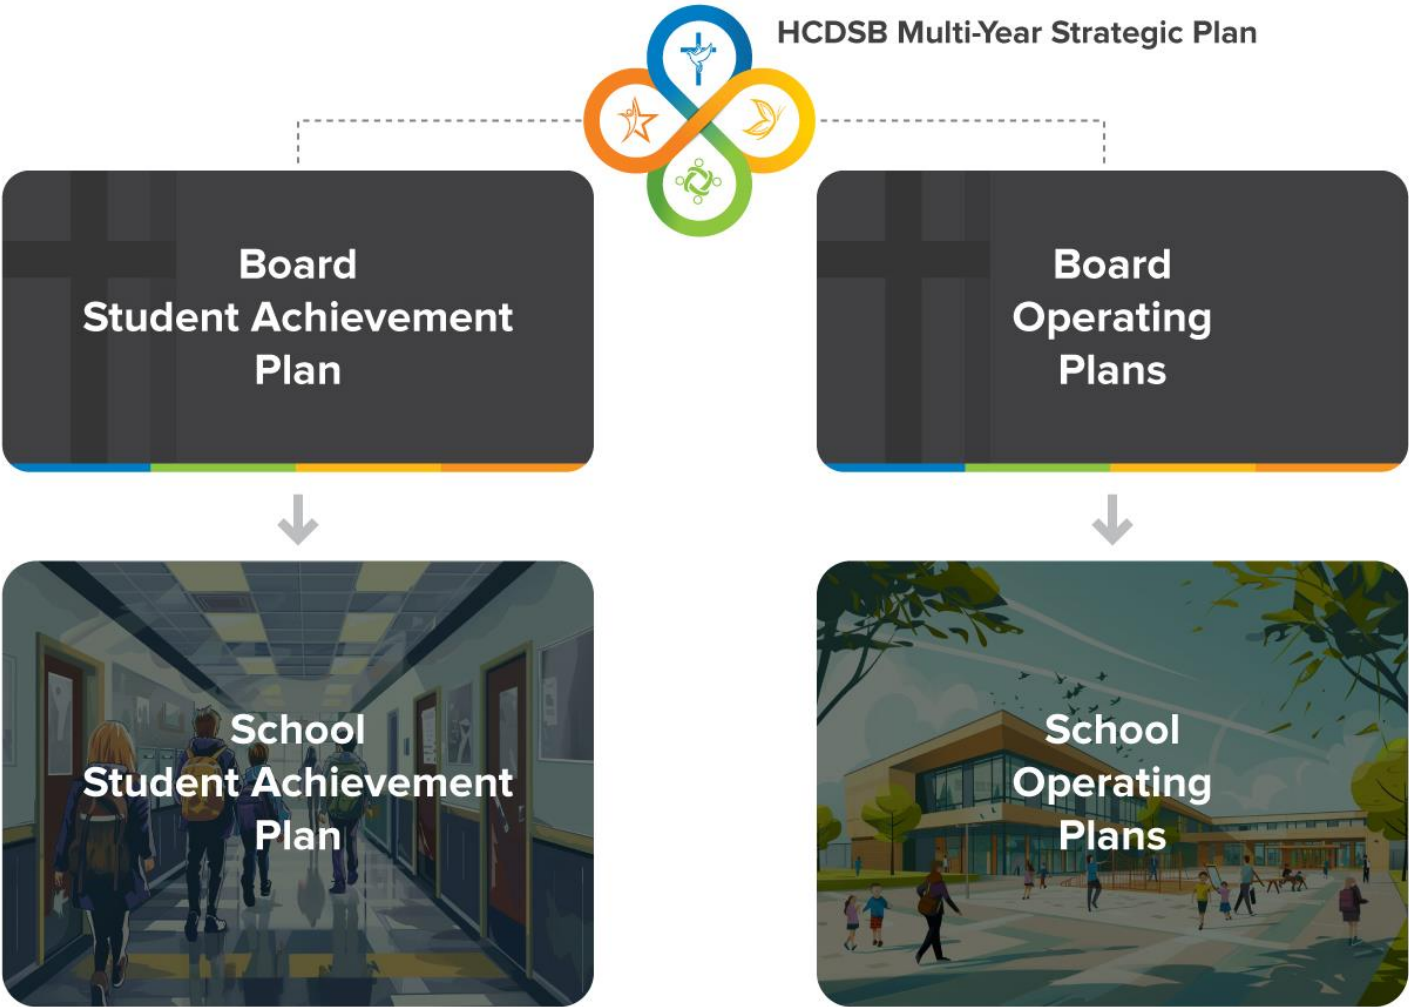 HCDSB Multi-Year Strategic Plan
Board
Student Achievement
Plan
Board
Operating
Plans
School
Student Achievement
Plan
School
Operating
Plans